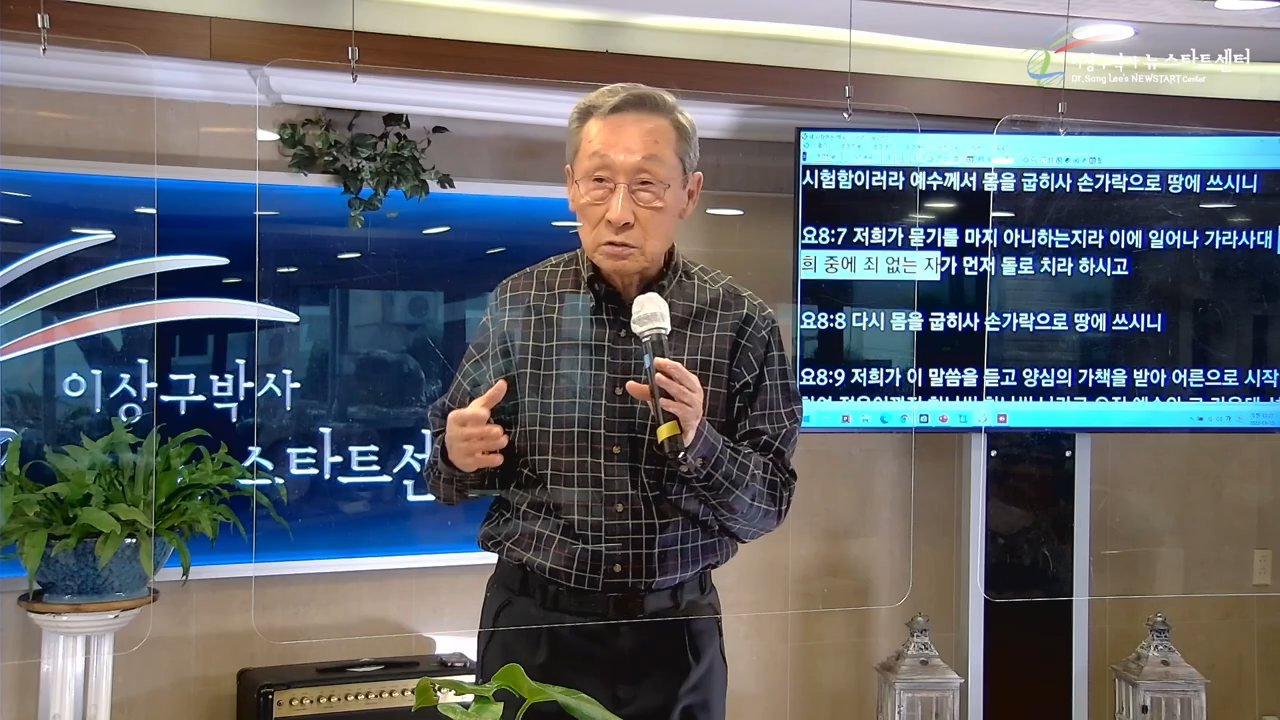 뉴스타트센터
Dr. Sang Lee's NEWSTART Center
시험함이러라 예수께서 몸을 굽히사 손가락으로 땅에 쓰시니
요8:7 저희가 묻기를 마지 아니하는지라 이에 일어나 가라사대
희 중에 죄 없는 자가 먼저 돌로 치라 하시고
요8:8 다시 몸을 굽히사 손가락으로 땅에 쓰시니
요8:9 저희가 이 말씀을 듣고 양심의 가책을 받아 어른으로 시작
이상구박사
스타트센